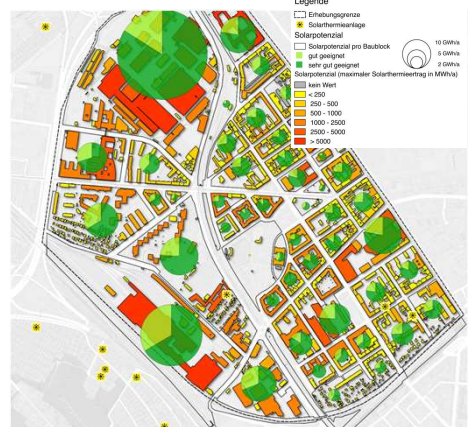 Legende
Erhebungsgrenze
Solarthermieanlage
Solarpotenzial
Solarpotenzial pro Baublock
gut geeignet
sehr gut geeignet
10 GWh/a
5 GWh/a
2 GWh/a
Solarpotenzial (maximaler Solarthermieertrag in MWh/a)
kein Wert
< 250
250 - 500
500 - 1000
1000 - 2500
2500 - 5000
> 5000